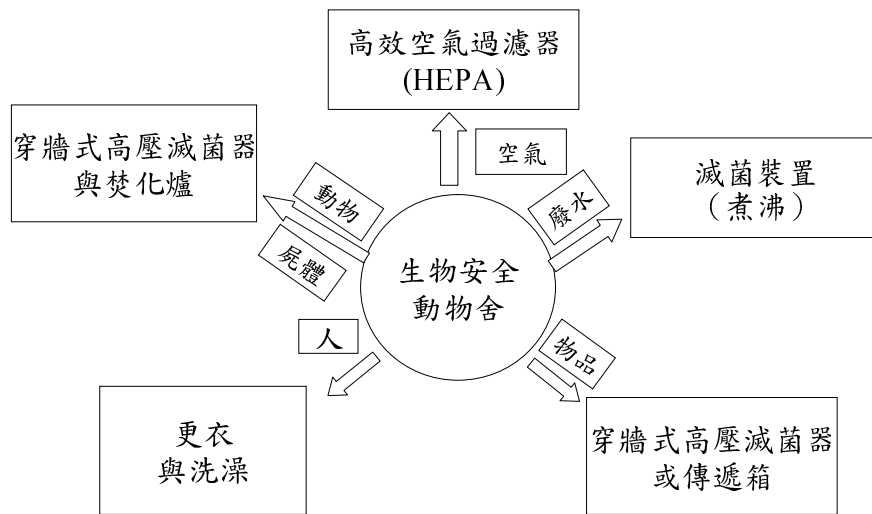 高效空氣過濾器
(HEPA)
穿牆式高壓滅菌器
與焚化爐
空氣
滅菌裝置
（煮沸）
動物
屍體
廢水
生物安全
動物舍
人
物品
更衣
與洗澡
穿牆式高壓滅菌器
或傳遞箱